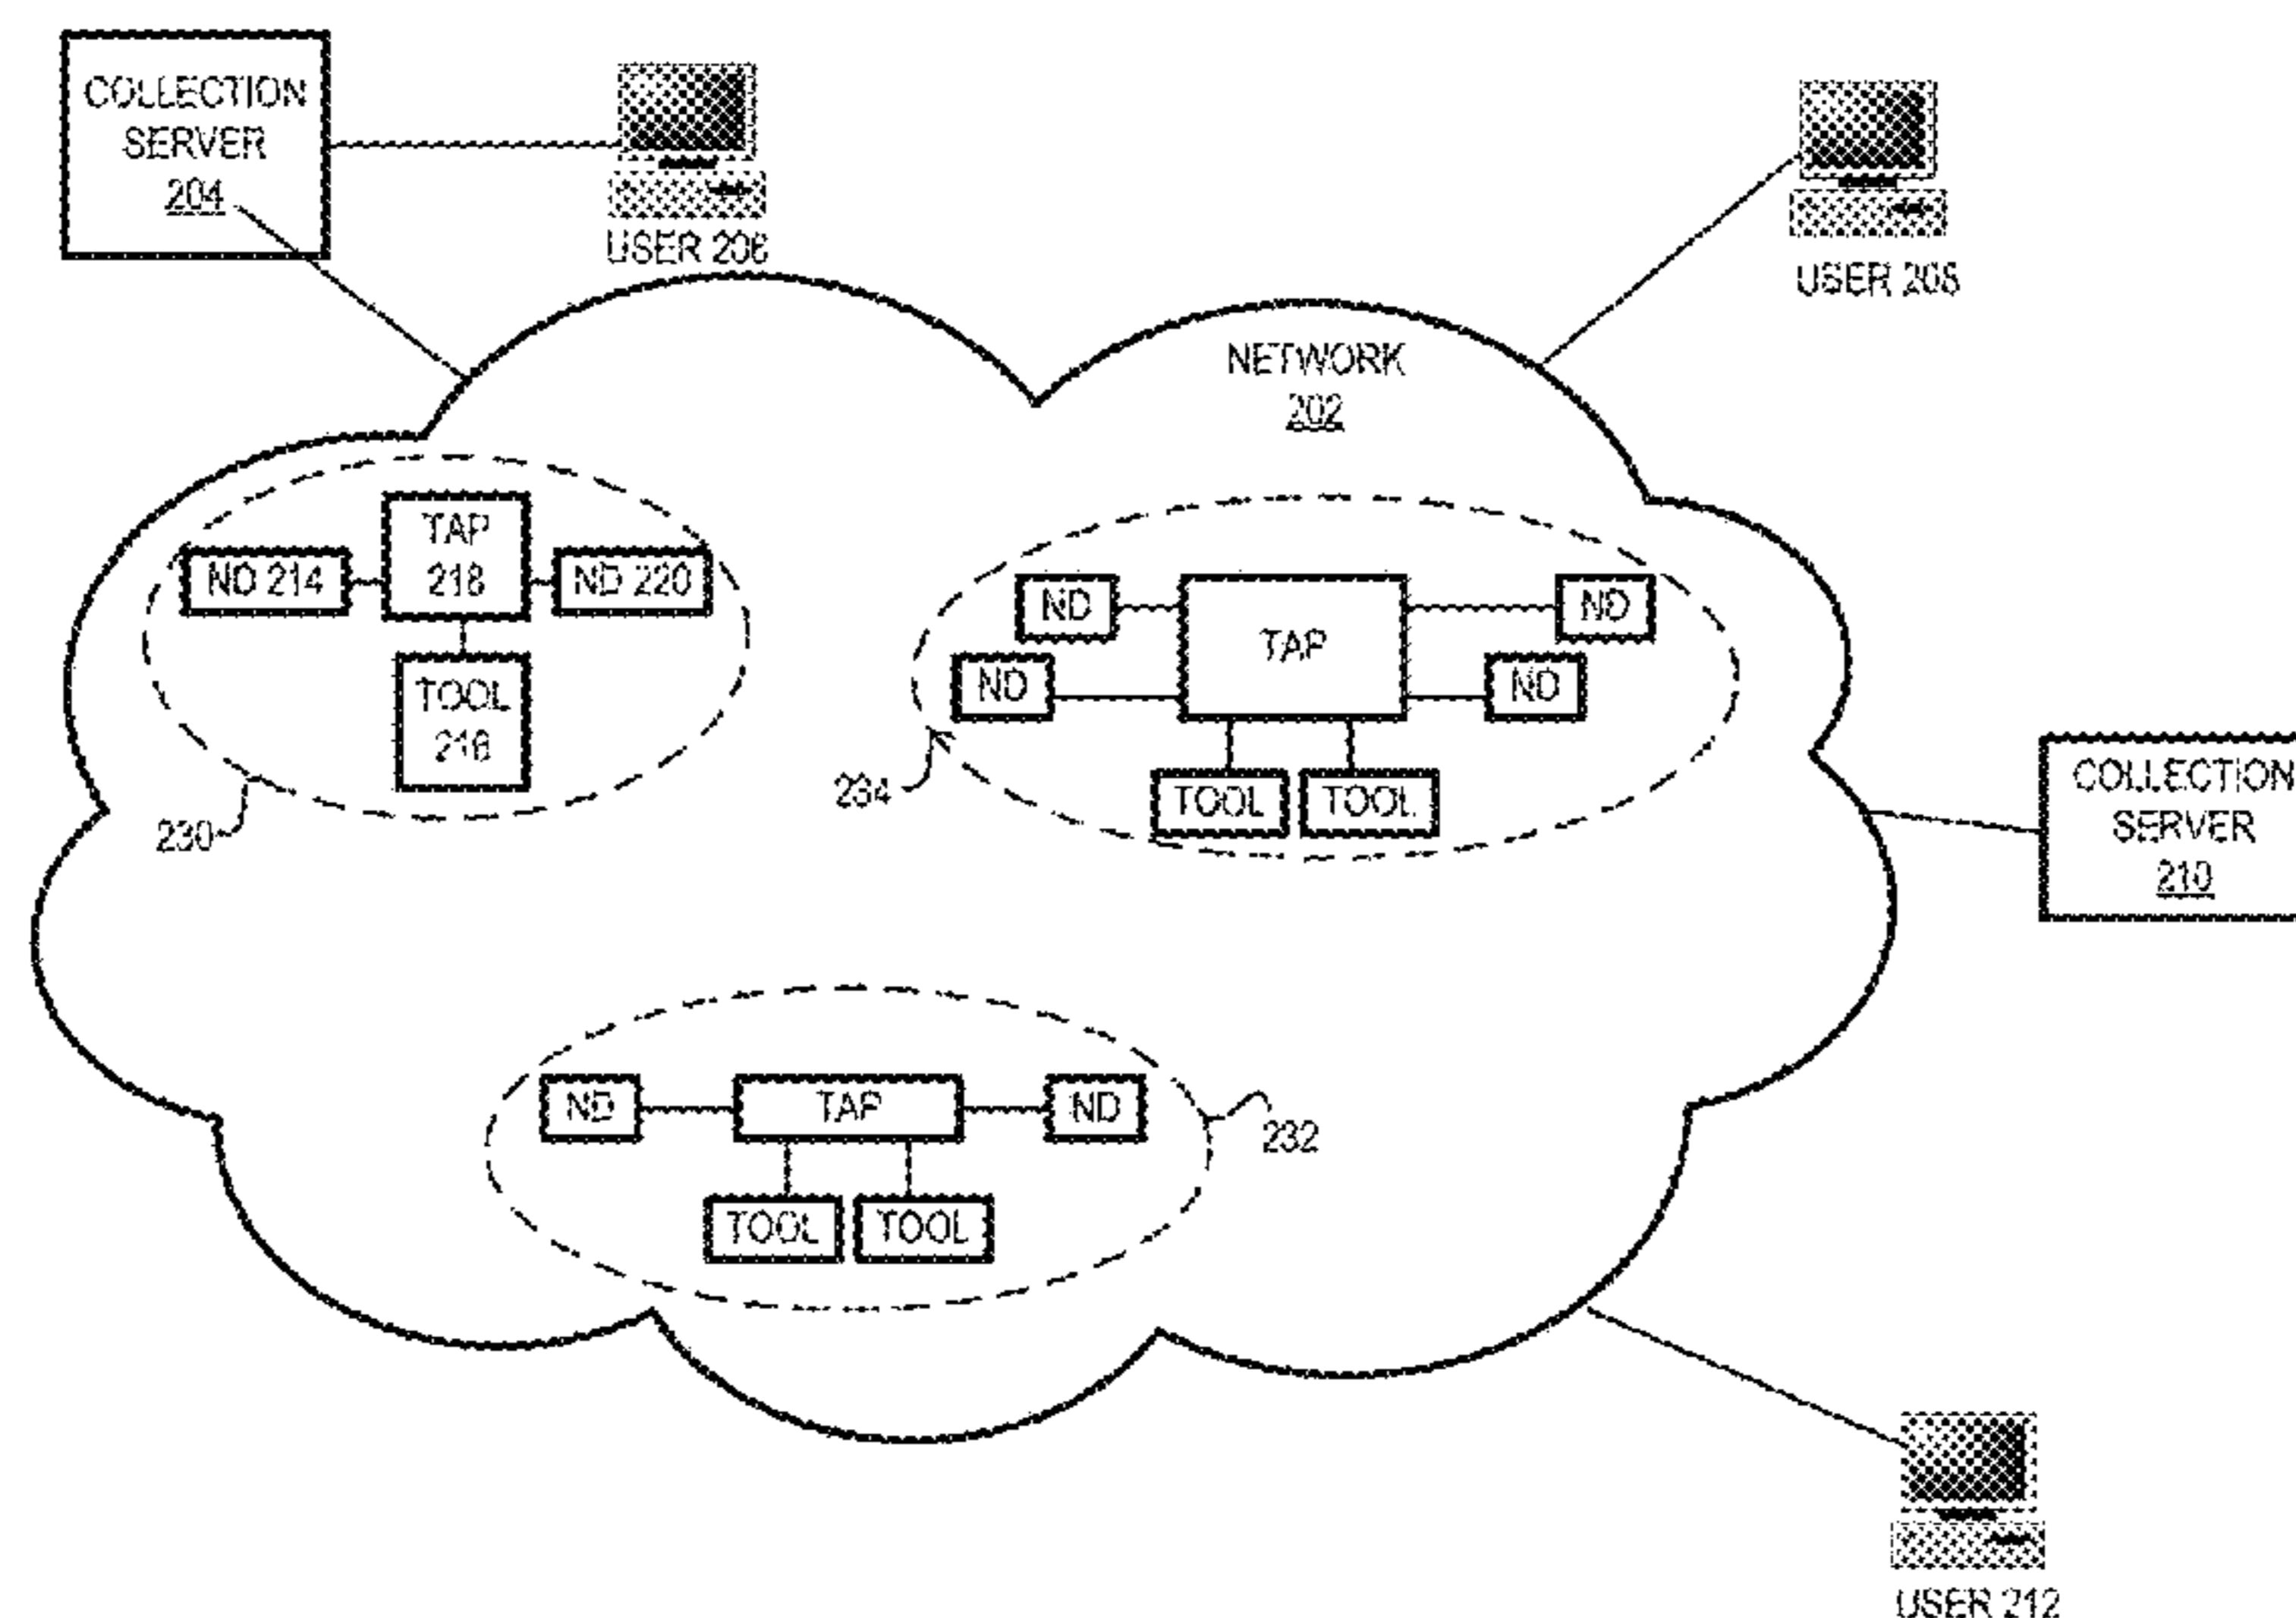 COLLECTION
SERVER
204
USER 206
USER 208
NETWORK
202
TAP
218
ND 214
ND 220
TOOL
216
230
ND
ND
TAP
ND
ND
TOOL
TOOL
234
COLLECTION
SERVER
210
ND
TAP
ND
TOOL
TOOL
232
USER 212